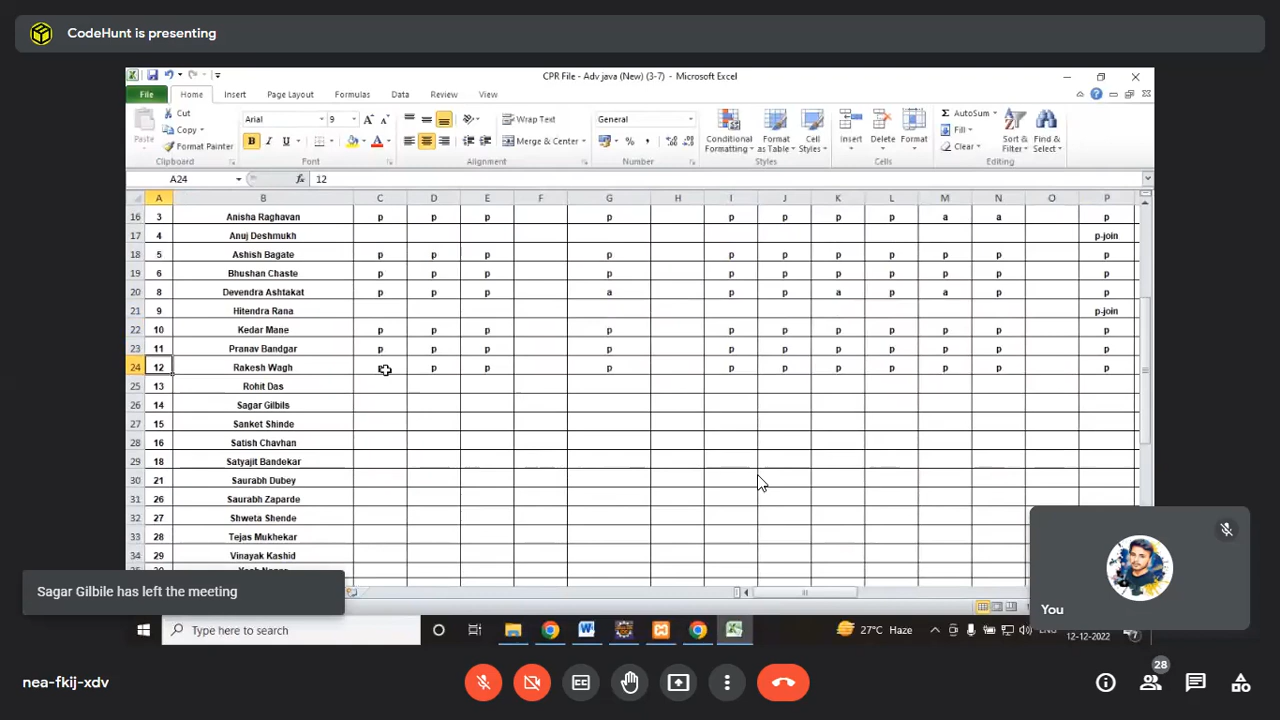 CodeHunt is presenting
CPR File - Adv java (New) (3-7) - Microsoft Excel
File Home Insert Page Layout Formulas Data Review View
Paste Cut Copy Format Painter Clipboard
Arial 9 A A B I U A Font
Wrap Text Merge & Center Alignment
General % , Number
Conditional Formatting Format as Table Cell Styles Styles
Insert Delete Format Cells
Σ AutoSum Fill Clear Sort & Filter Find & Select Editing
A24 fx 12
A B C D E F G H I J K L M N O P
16 3 Anisha Raghavan p p p p p p p p a a p
17 4 Anuj Deshmukh p-join
18 5 Ashish Bagate p p p p p p p p p p p
19 6 Bhushan Chaste p p p p p p p p p p p
20 8 Devendra Ashtakat p p p a p p a p a p p
21 9 Hitendra Rana p-join
22 10 Kedar Mane p p p p p p p p p p p
23 11 Pranav Bandgar p p p p p p p p p p p
24 12 Rakesh Wagh p p p p p p p p p p p
25 13 Rohit Das
26 14 Sagar Gilbils
27 15 Sanket Shinde
28 16 Satish Chavhan
29 18 Satyajit Bandekar
30 21 Saurabh Dubey
31 26 Saurabh Zaparde
32 27 Shweta Shende
33 28 Tejas Mukhekar
34 29 Vinayak Kashid
Sagar Gilbile has left the meeting
You
Type here to search
27°C Haze
12-12-2022
nea-fkij-xdv
28